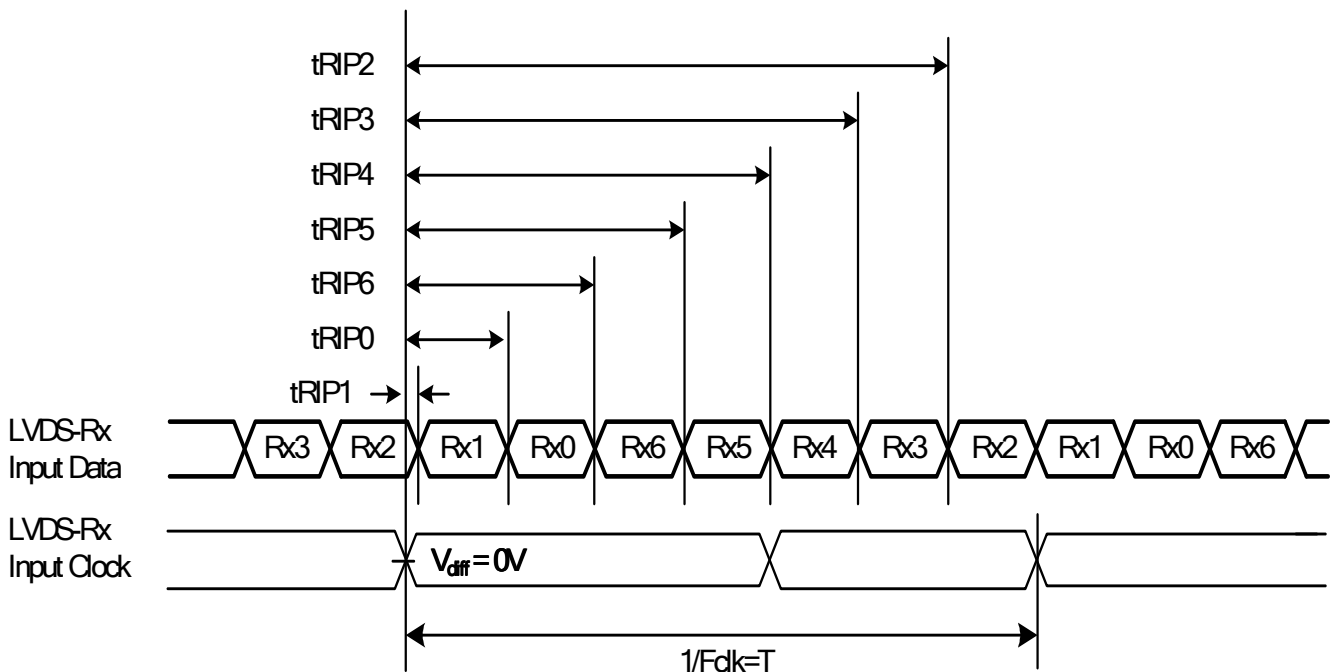 tRIP2
tRIP3
tRIP4
tRIP5
tRIP6
tRIP0
tRIP1
LVDS-Rx
Input Data
Rx3 Rx2 Rx1 Rx0 Rx6 Rx5 Rx4 Rx3 Rx2 Rx1 Rx0 Rx6
LVDS-Rx
Input Clock
Vdiff = 0V
1/Fclk=T